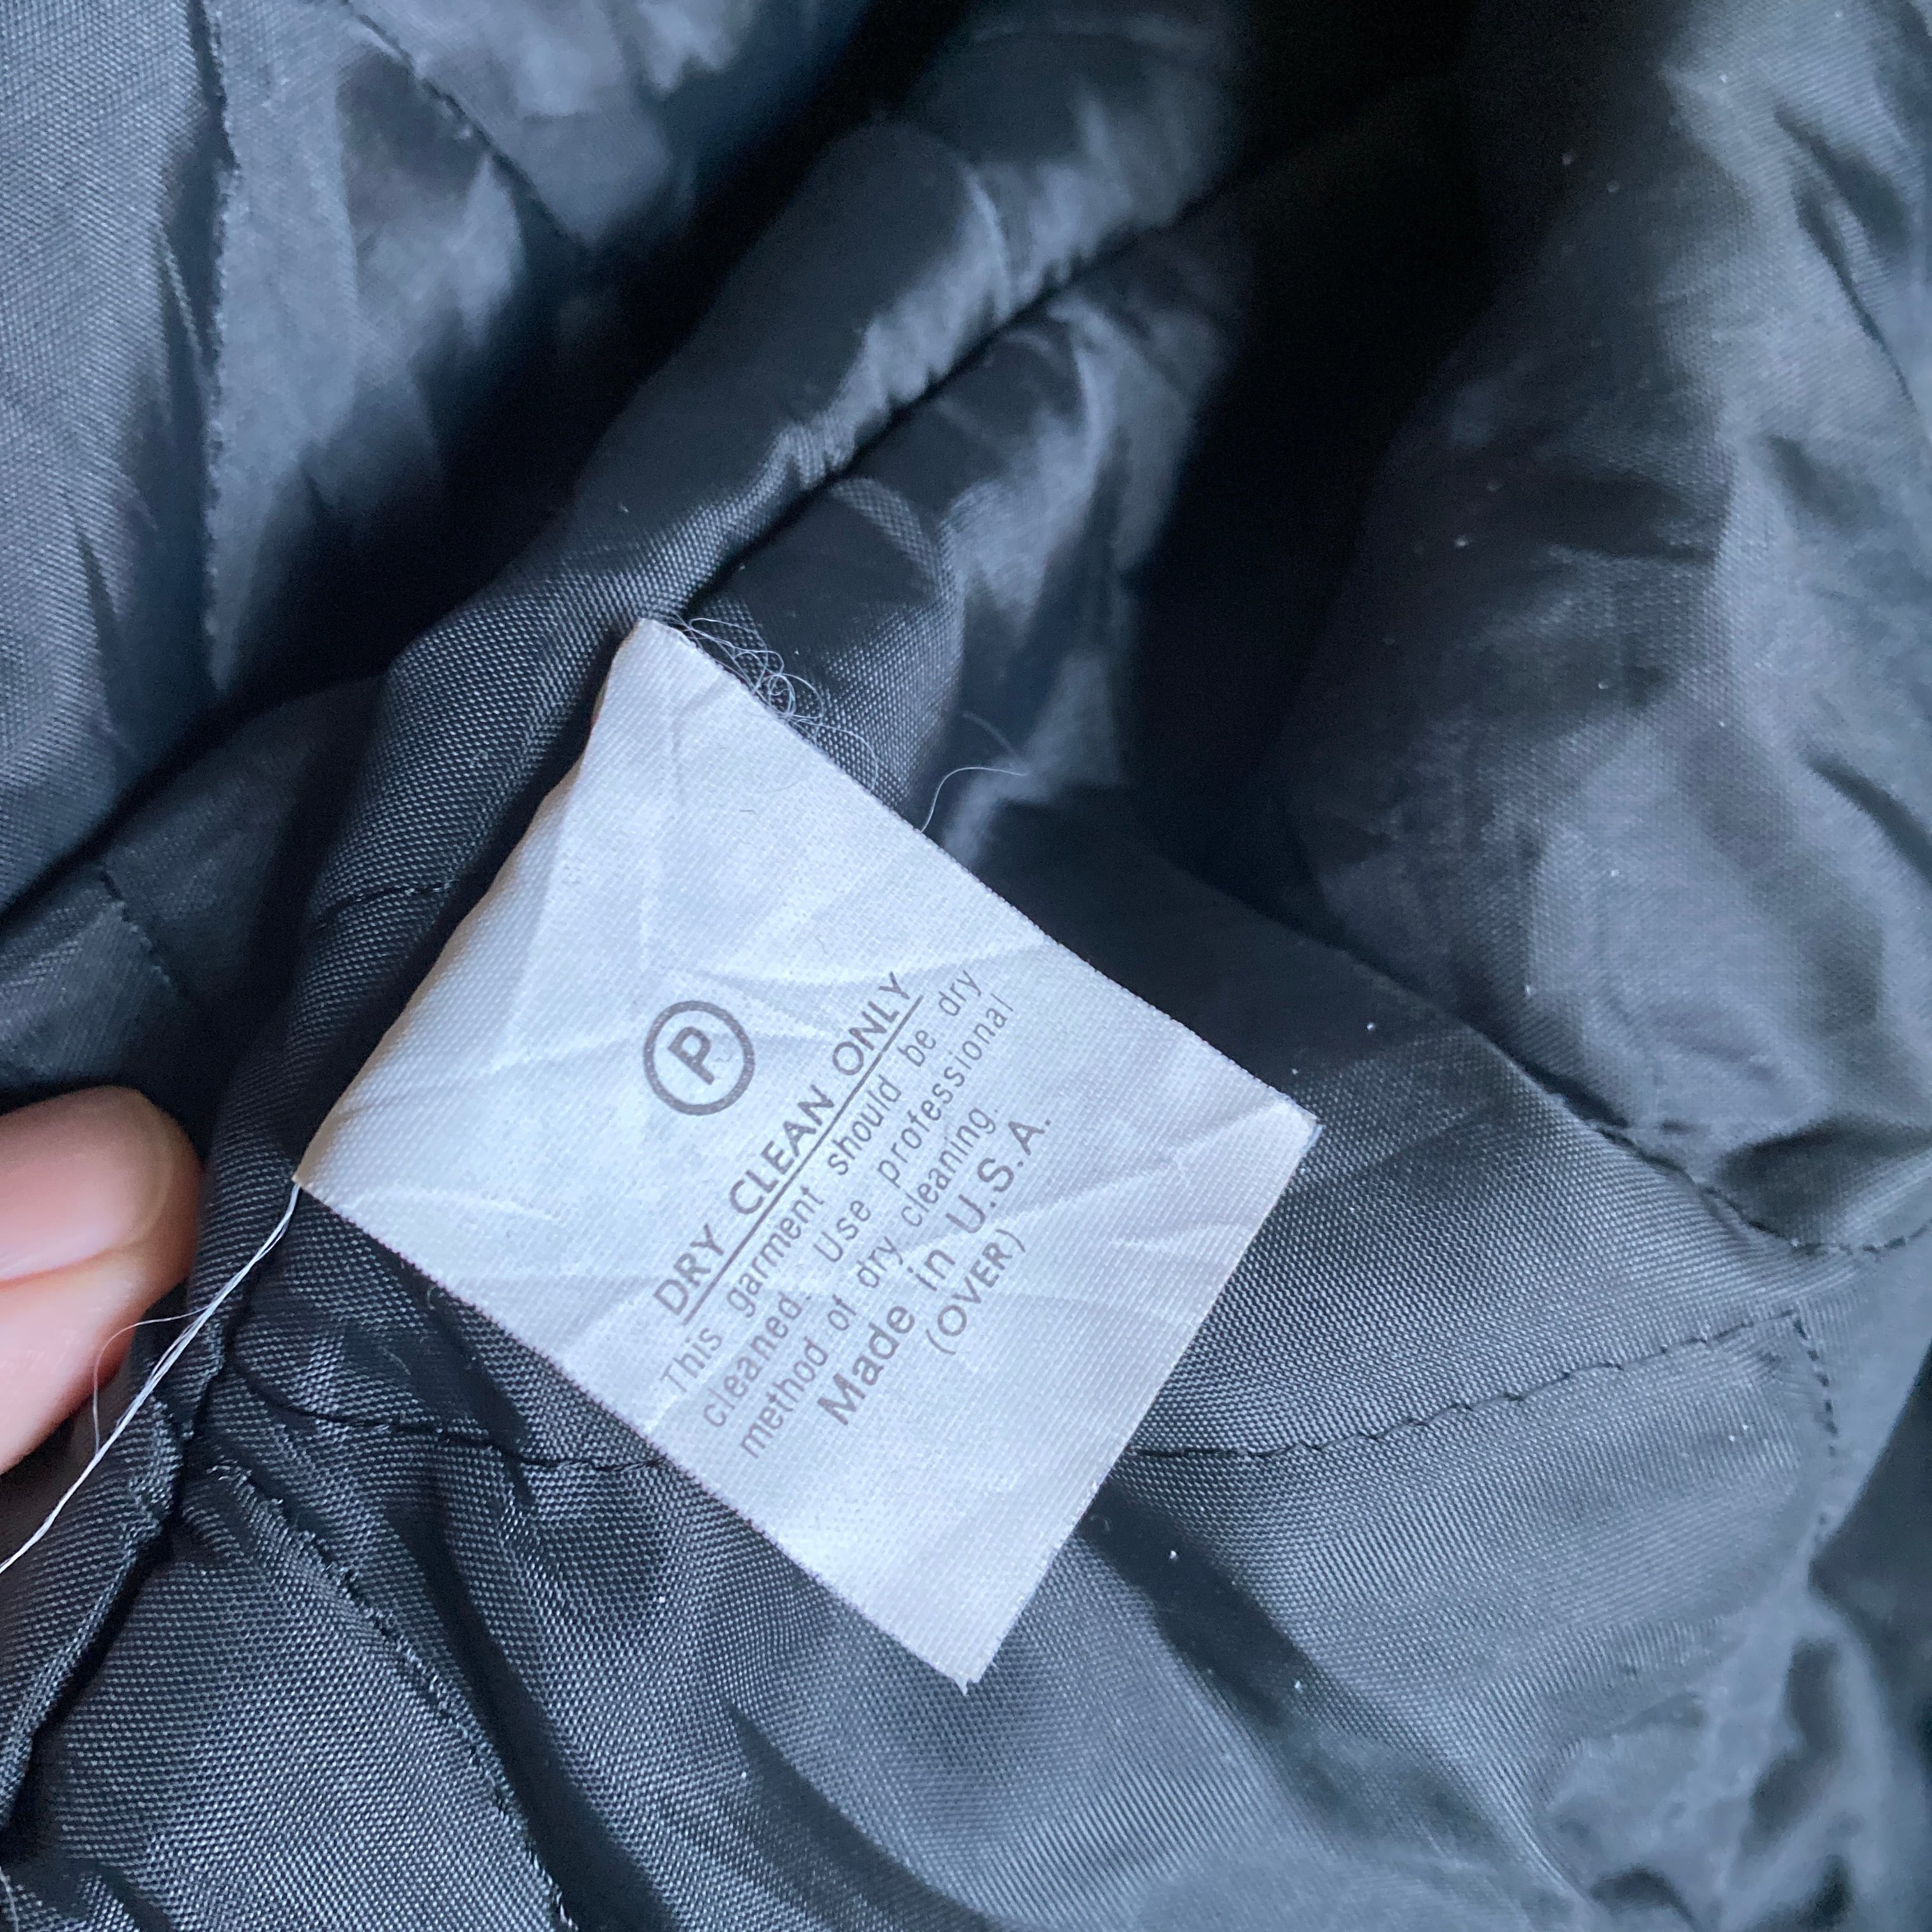 P
DRY CLEAN ONLY
This garment should be dry
cleaned. Use professional
method of dry cleaning.
Made in U.S.A.
(OVER)